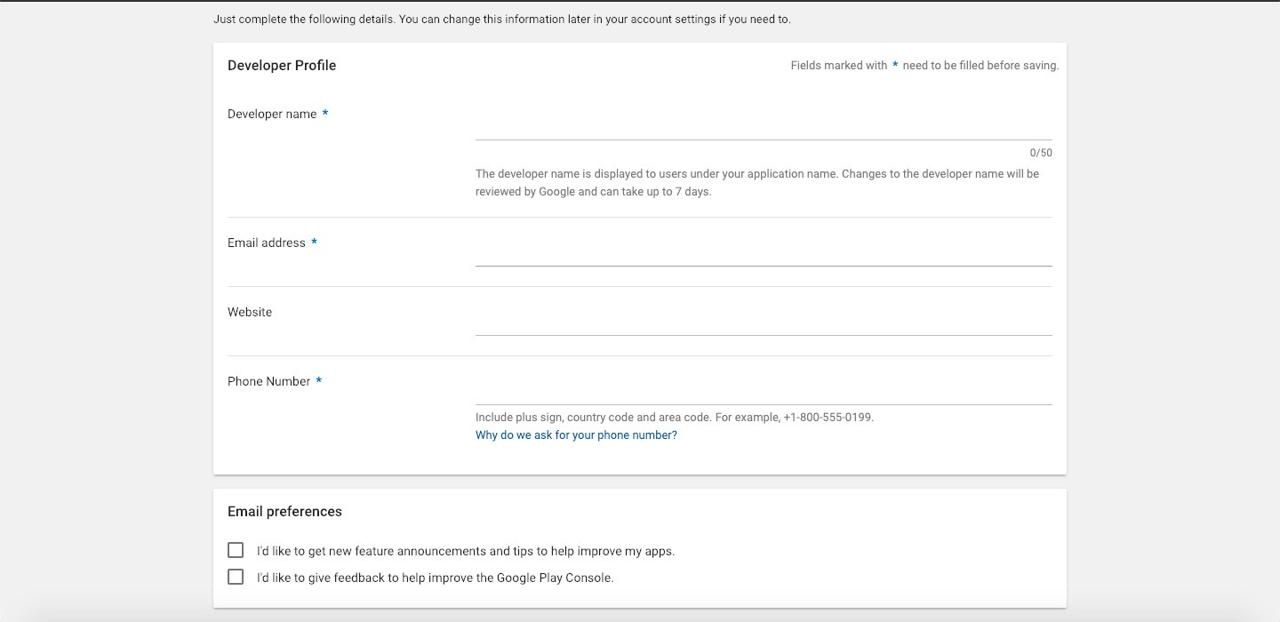 Just complete the following details. You can change this information later in your account settings if you need to.
Developer Profile
Fields marked with * need to be filled before saving.
Developer name *
0/50
The developer name is displayed to users under your application name. Changes to the developer name will be
reviewed by Google and can take up to 7 days.
Email address *
Website
Phone Number *
Include plus sign, country code and area code. For example, +1-800-555-0199.
Why do we ask for your phone number?
Email preferences
I'd like to get new feature announcements and tips to help improve my apps.
I'd like to give feedback to help improve the Google Play Console.